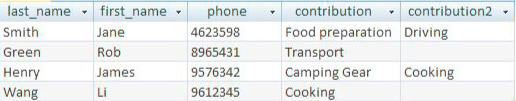 last_name first_name phone contribution contribution2
Smith Jane 4623598 Food preparation Driving
Green Rob 8965431 Transport
Henry James 9576342 Camping Gear Cooking
Wang Li 9612345 Cooking